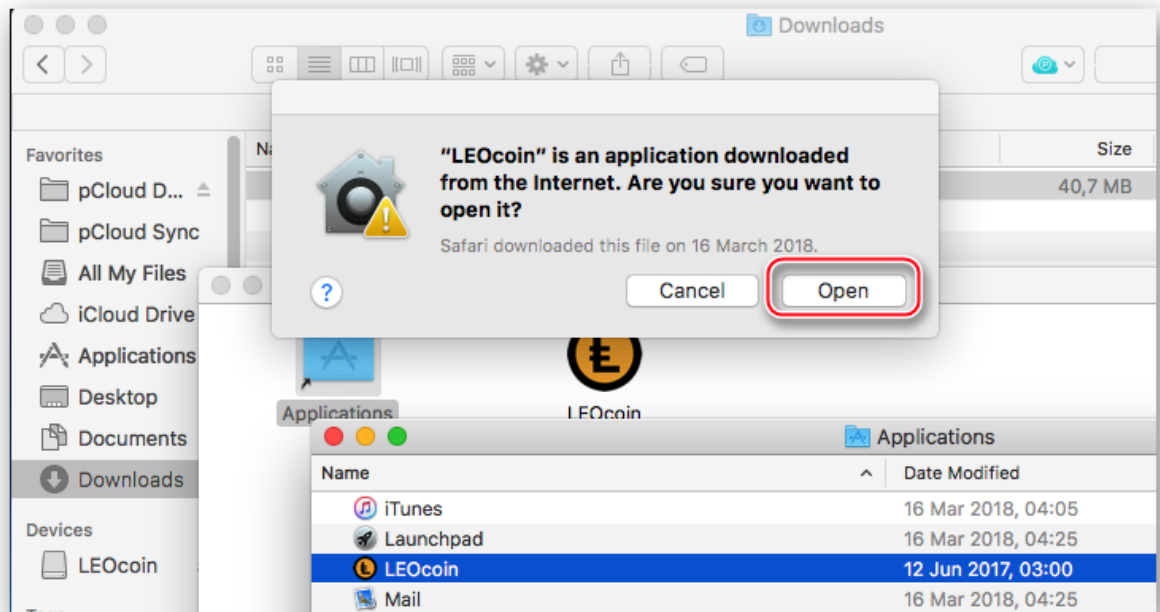 Downloads
Favorites
pCloud D...
pCloud Sync
All My Files
iCloud Drive
Applications
Desktop
Documents
Downloads
Devices
LEOcoin
Size
40,7 MB
“LEOcoin” is an application downloaded
from the Internet. Are you sure you want to
open it?
Safari downloaded this file on 16 March 2018.
?
Cancel
Open
Applications
LEOcoin
Applications
Name
Date Modified
iTunes
16 Mar 2018, 04:05
Launchpad
16 Mar 2018, 04:25
LEOcoin
12 Jun 2017, 03:00
Mail
16 Mar 2018, 04:25